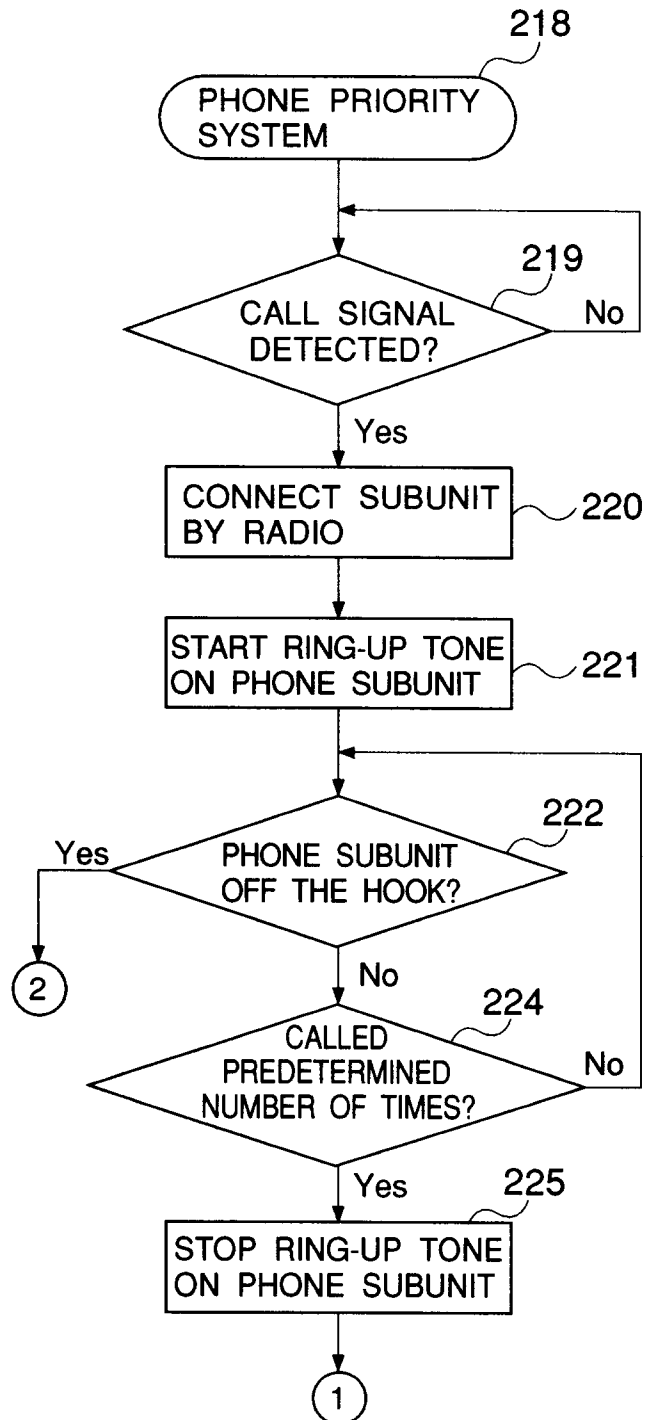 218
PHONE PRIORITY
SYSTEM
219
CALL SIGNAL
DETECTED?
No
Yes
CONNECT SUBUNIT
BY RADIO
220
START RING-UP TONE
ON PHONE SUBUNIT
221
222
Yes
PHONE SUBUNIT
OFF THE HOOK?
2
No
224
CALLED
PREDETERMINED
NUMBER OF TIMES?
No
Yes
225
STOP RING-UP TONE
ON PHONE SUBUNIT
1